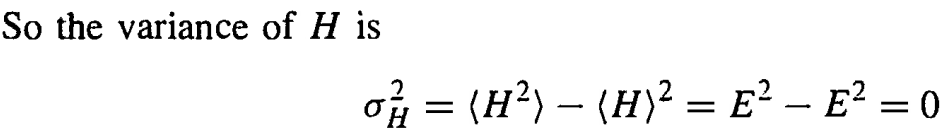 So the variance of H is
σ_H^2 = ⟨H^2⟩ − ⟨H⟩^2 = E^2 − E^2 = 0